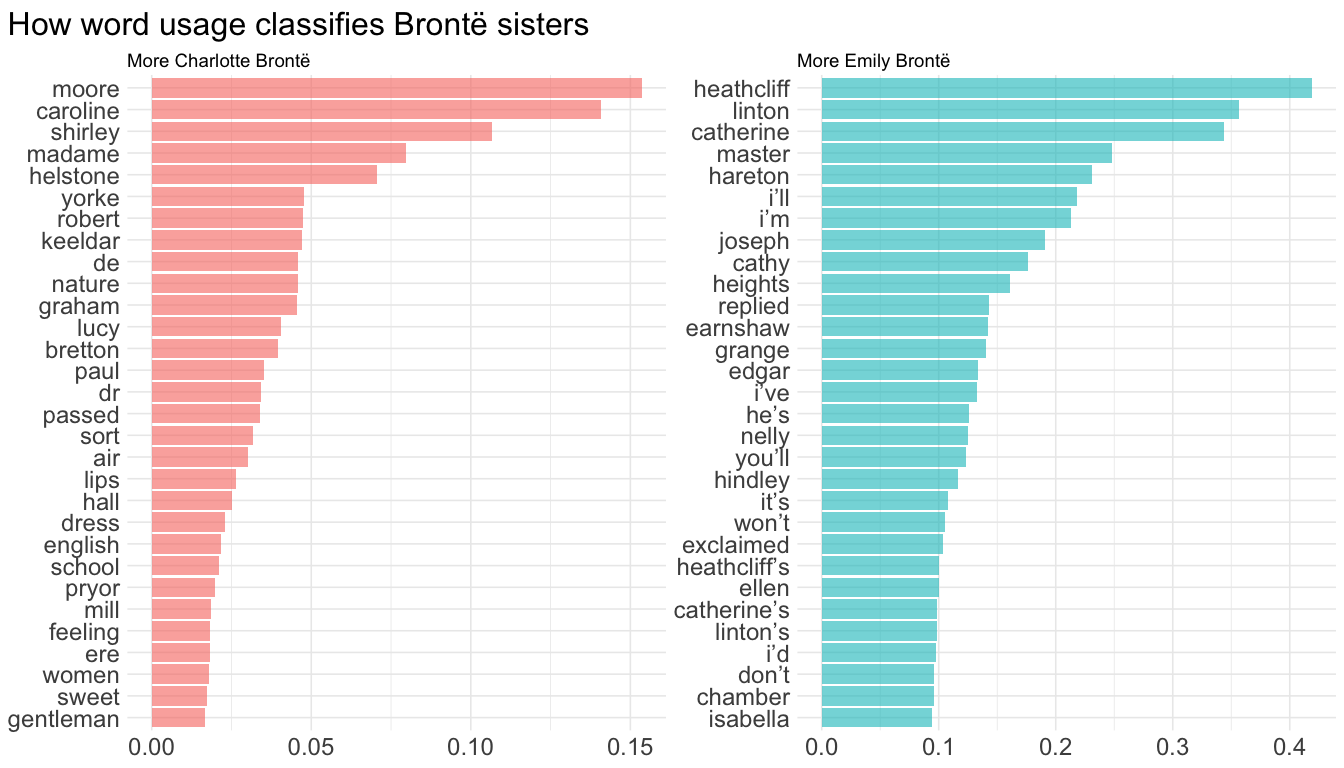 How word usage classifies Brontë sisters
More Charlotte Brontë
moore
caroline
shirley
madame
helstone
yorke
robert
keeldar
de
nature
graham
lucy
bretton
paul
dr
passed
sort
air
lips
hall
dress
english
school
pryor
mill
feeling
ere
women
sweet
gentleman
0.00 0.05 0.10 0.15
More Emily Brontë
heathcliff
linton
catherine
master
hareton
i’ll
i’m
joseph
cathy
heights
replied
earnshaw
grange
edgar
i’ve
he’s
nelly
you’ll
hindley
it’s
won’t
exclaimed
heathcliff’s
ellen
catherine’s
linton’s
i’d
don’t
chamber
isabella
0.0 0.1 0.2 0.3 0.4